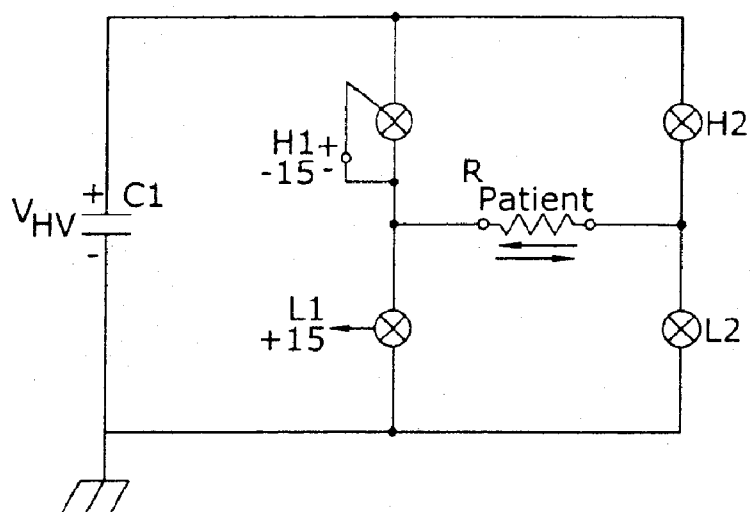 H1 +
-15 -
H2
R
Patient
+ C1
VHV
-
L1
+15
L2